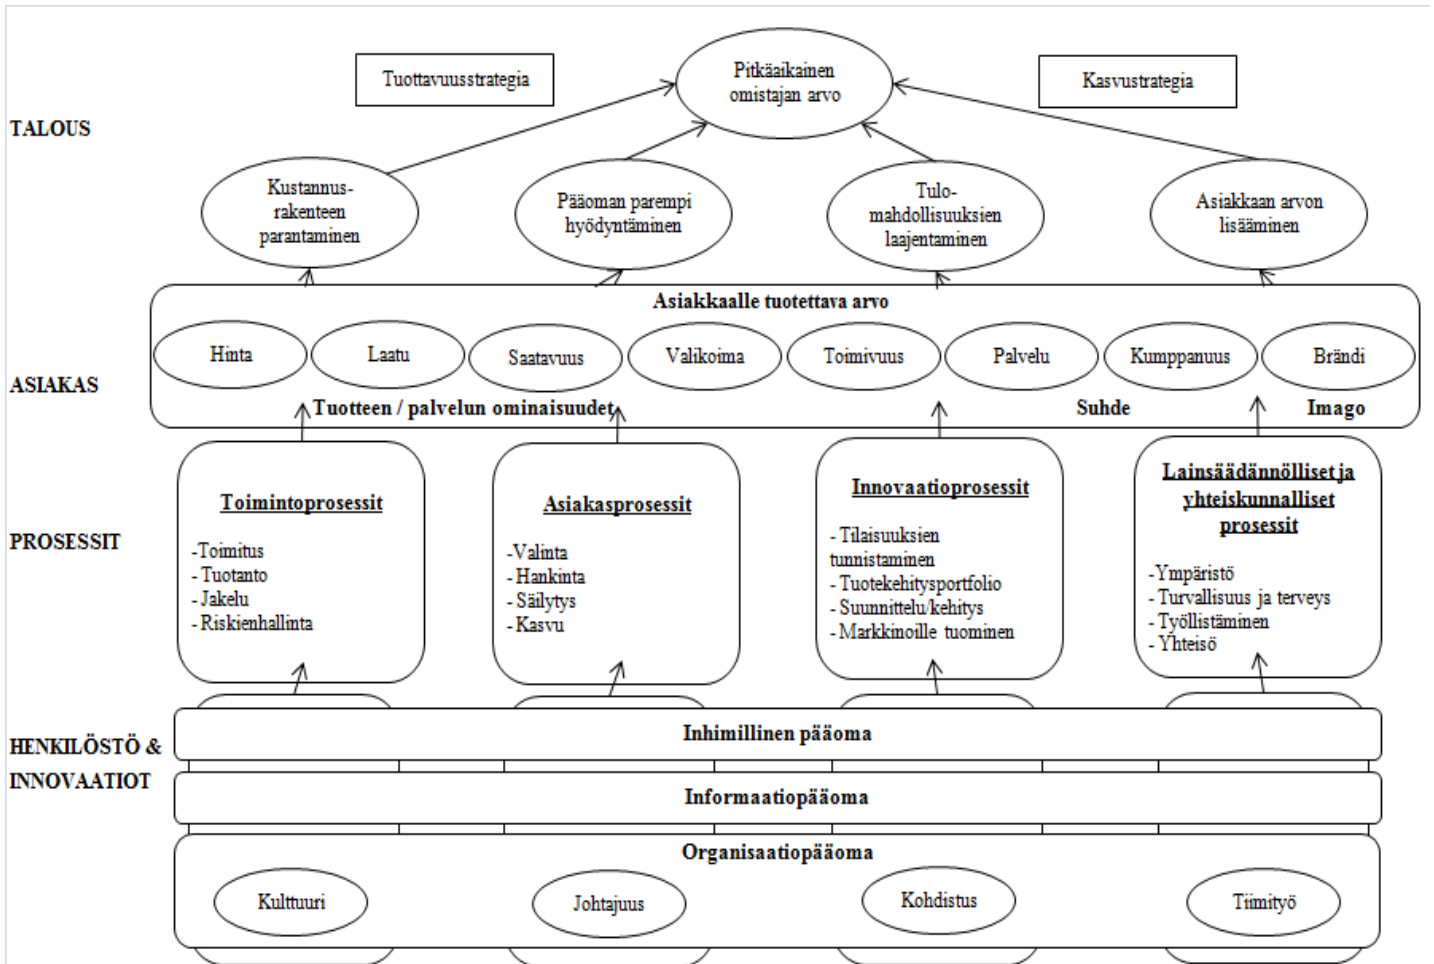 Tuottavuusstrategia
Pitkäaikainen
omistajan arvo
Kasvustrategia
TALOUS
Kustannus-
rakenteen
parantaminen
Pääoman parempi
hyödyntäminen
Tulo-
mahdollisuuksien
laajentaminen
Asiakkaan arvon
lisääminen
Asiakkaalle tuotettava arvo
Hinta
Laatu
Saatavuus
Valikoima
Toimivuus
Palvelu
Kumppanuus
Brändi
ASIAKAS
Tuotteen / palvelun ominaisuudet
Suhde
Imago
PROSESSIT
Toimintoprosessit
-Toimitus
- Tuotanto
- Jakelu
- Riskienhallinta
Asiakasprosessit
-Valinta
- Hankinta
- Säilytys
- Kasvu
Innovaatioprosessit
- Tilaisuuksien
tunnistaminen
- Tuotekehitysportfolio
- Suunnittelu/kehitys
- Markkinoille tuominen
Lainsäädännölliset ja
yhteiskunnalliset
prosessit
-Ympäristö
- Turvallisuus ja terveys
- Työllistäminen
- Yhteisö
HENKILÖSTÖ &
INNOVAATIOT
Inhimillinen pääoma
Informaatiopääoma
Organisaatiopääoma
Kulttuuri
Johtajuus
Kohdistus
Tiimityö